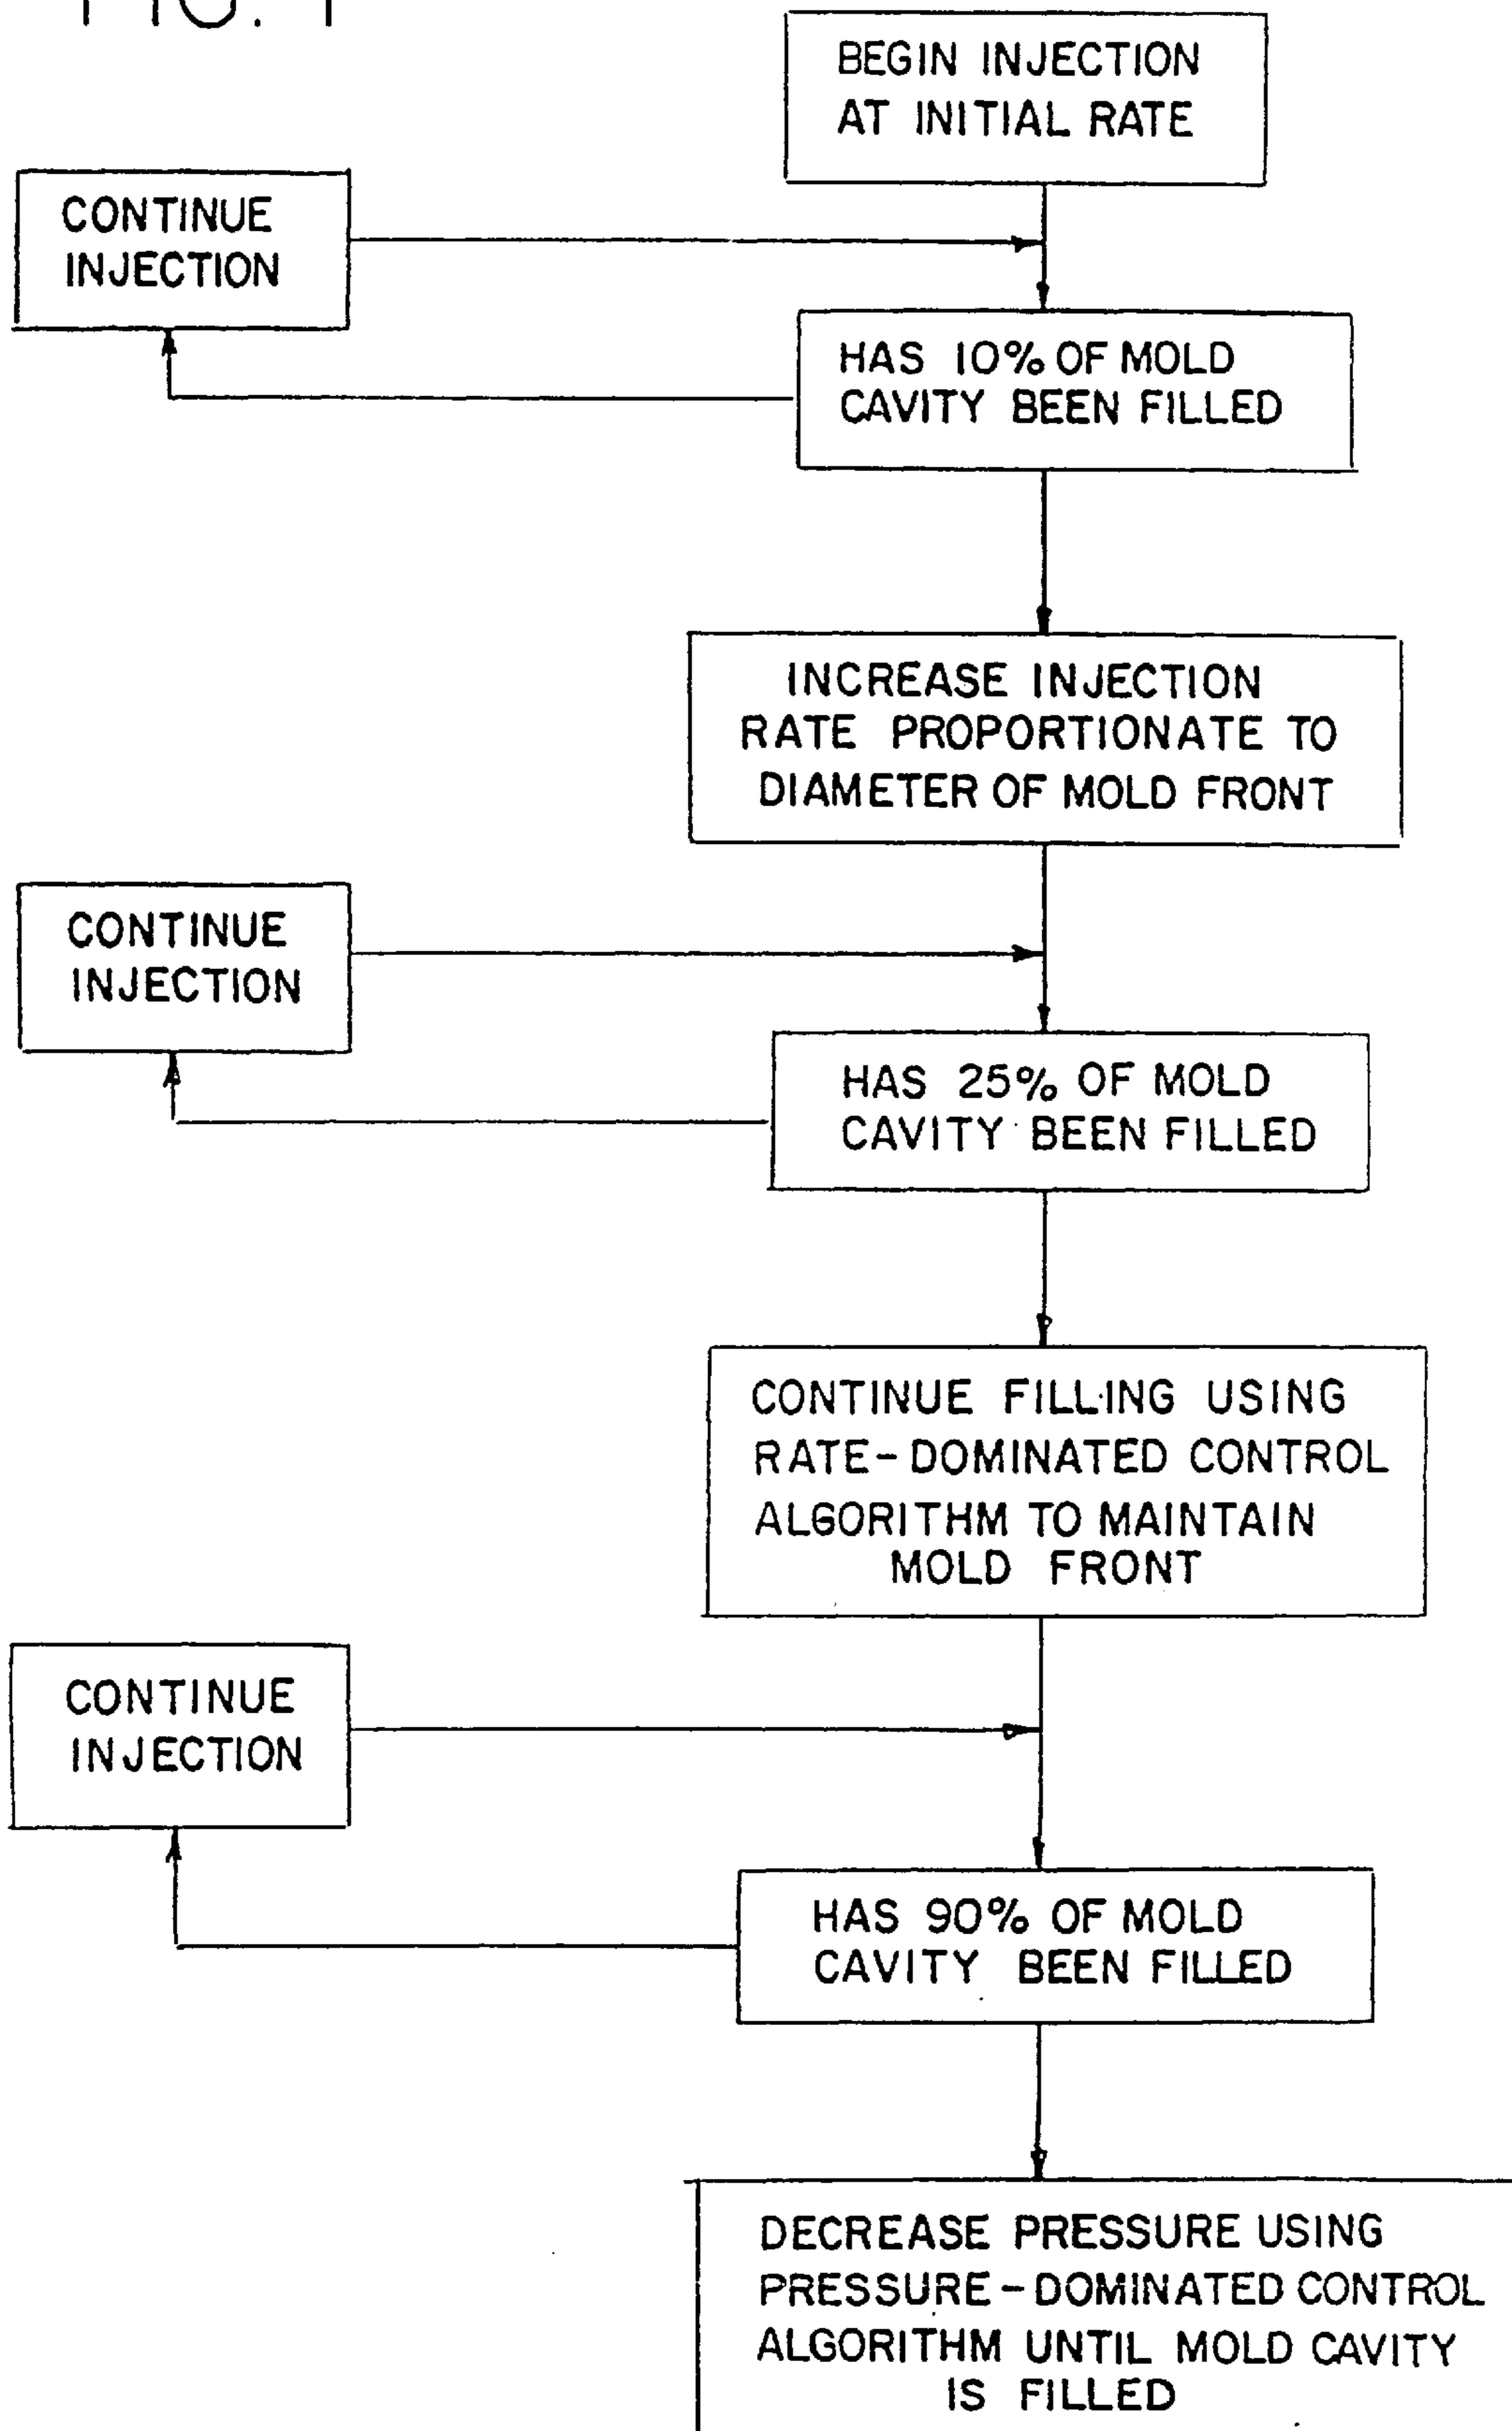 FIG. 1
BEGIN INJECTION
AT INITIAL RATE
CONTINUE
INJECTION
HAS 10% OF MOLD
CAVITY BEEN FILLED
INCREASE INJECTION
RATE PROPORTIONATE TO
DIAMETER OF MOLD FRONT
CONTINUE
INJECTION
HAS 25% OF MOLD
CAVITY BEEN FILLED
CONTINUE FILLING USING
RATE-DOMINATED CONTROL
ALGORITHM TO MAINTAIN
MOLD FRONT
CONTINUE
INJECTION
HAS 90% OF MOLD
CAVITY BEEN FILLED
DECREASE PRESSURE USING
PRESSURE-DOMINATED CONTROL
ALGORITHM UNTIL MOLD CAVITY
IS FILLED